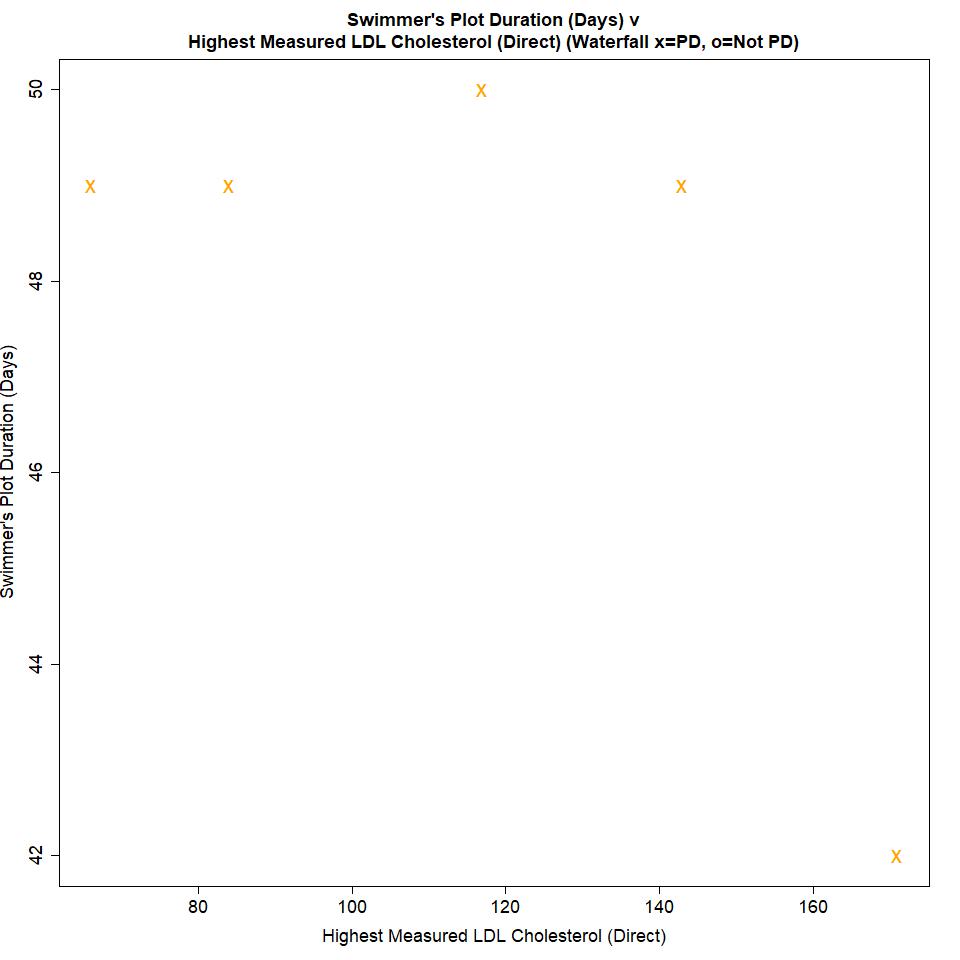 Swimmer's Plot Duration (Days) v
Highest Measured LDL Cholesterol (Direct) (Waterfall x=PD, o=Not PD)
Swimmer's Plot Duration (Days)
50
48
46
44
42
x
x
x
x
x
80
100
120
140
160
Highest Measured LDL Cholesterol (Direct)